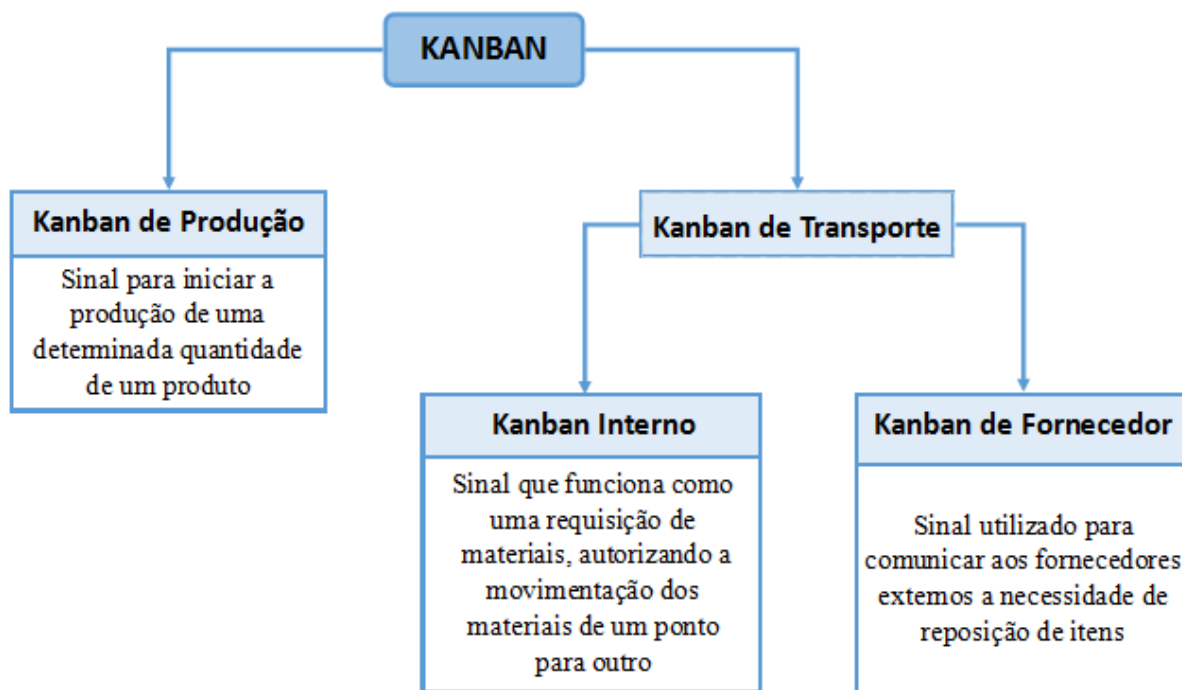 KANBAN
Kanban de Produção
Sinal para iniciar a
produção de uma
determinada quantidade
de um produto
Kanban de Transporte
Kanban Interno
Sinal que funciona como
uma requisição de
materiais, autorizando a
movimentação dos
materiais de um ponto
para outro
Kanban de Fornecedor
Sinal utilizado para
comunicar aos fornecedores
externos a necessidade de
reposição de itens